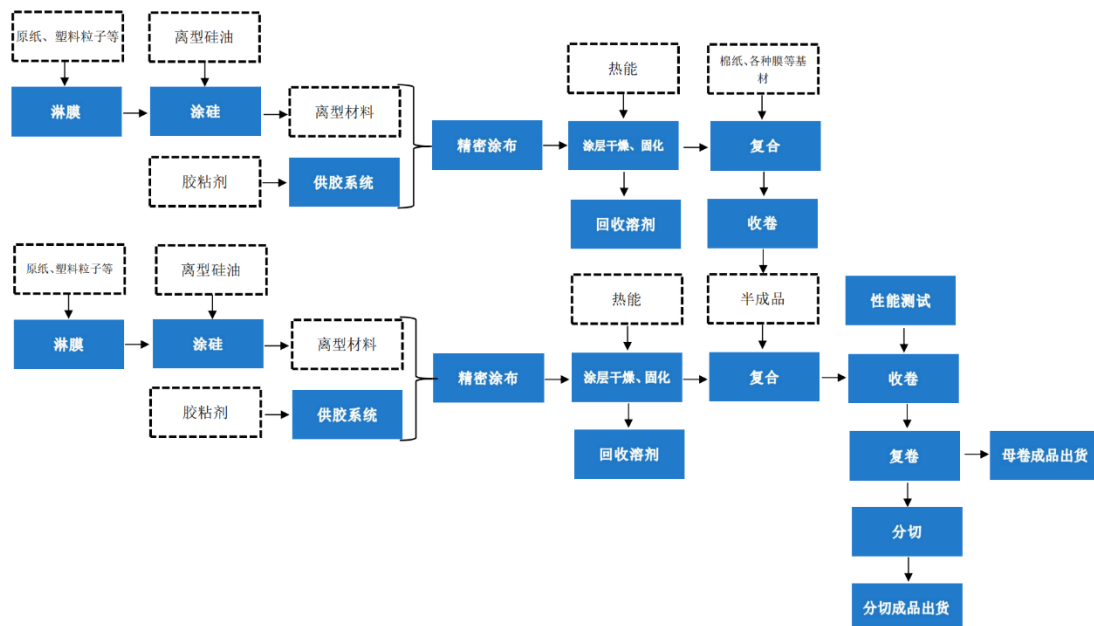 原纸、塑料粒子等
离型硅油
热能
棉纸、各种膜等基
材
淋膜
涂硅
离型材料
精密涂布
涂层干燥、固化
复合
胶粘剂
供胶系统
回收溶剂
收卷
原纸、塑料粒子等
离型硅油
热能
半成品
性能测试
淋膜
涂硅
离型材料
精密涂布
涂层干燥、固化
复合
收卷
胶粘剂
供胶系统
回收溶剂
复卷
母卷成品出货
分切
分切成品出货